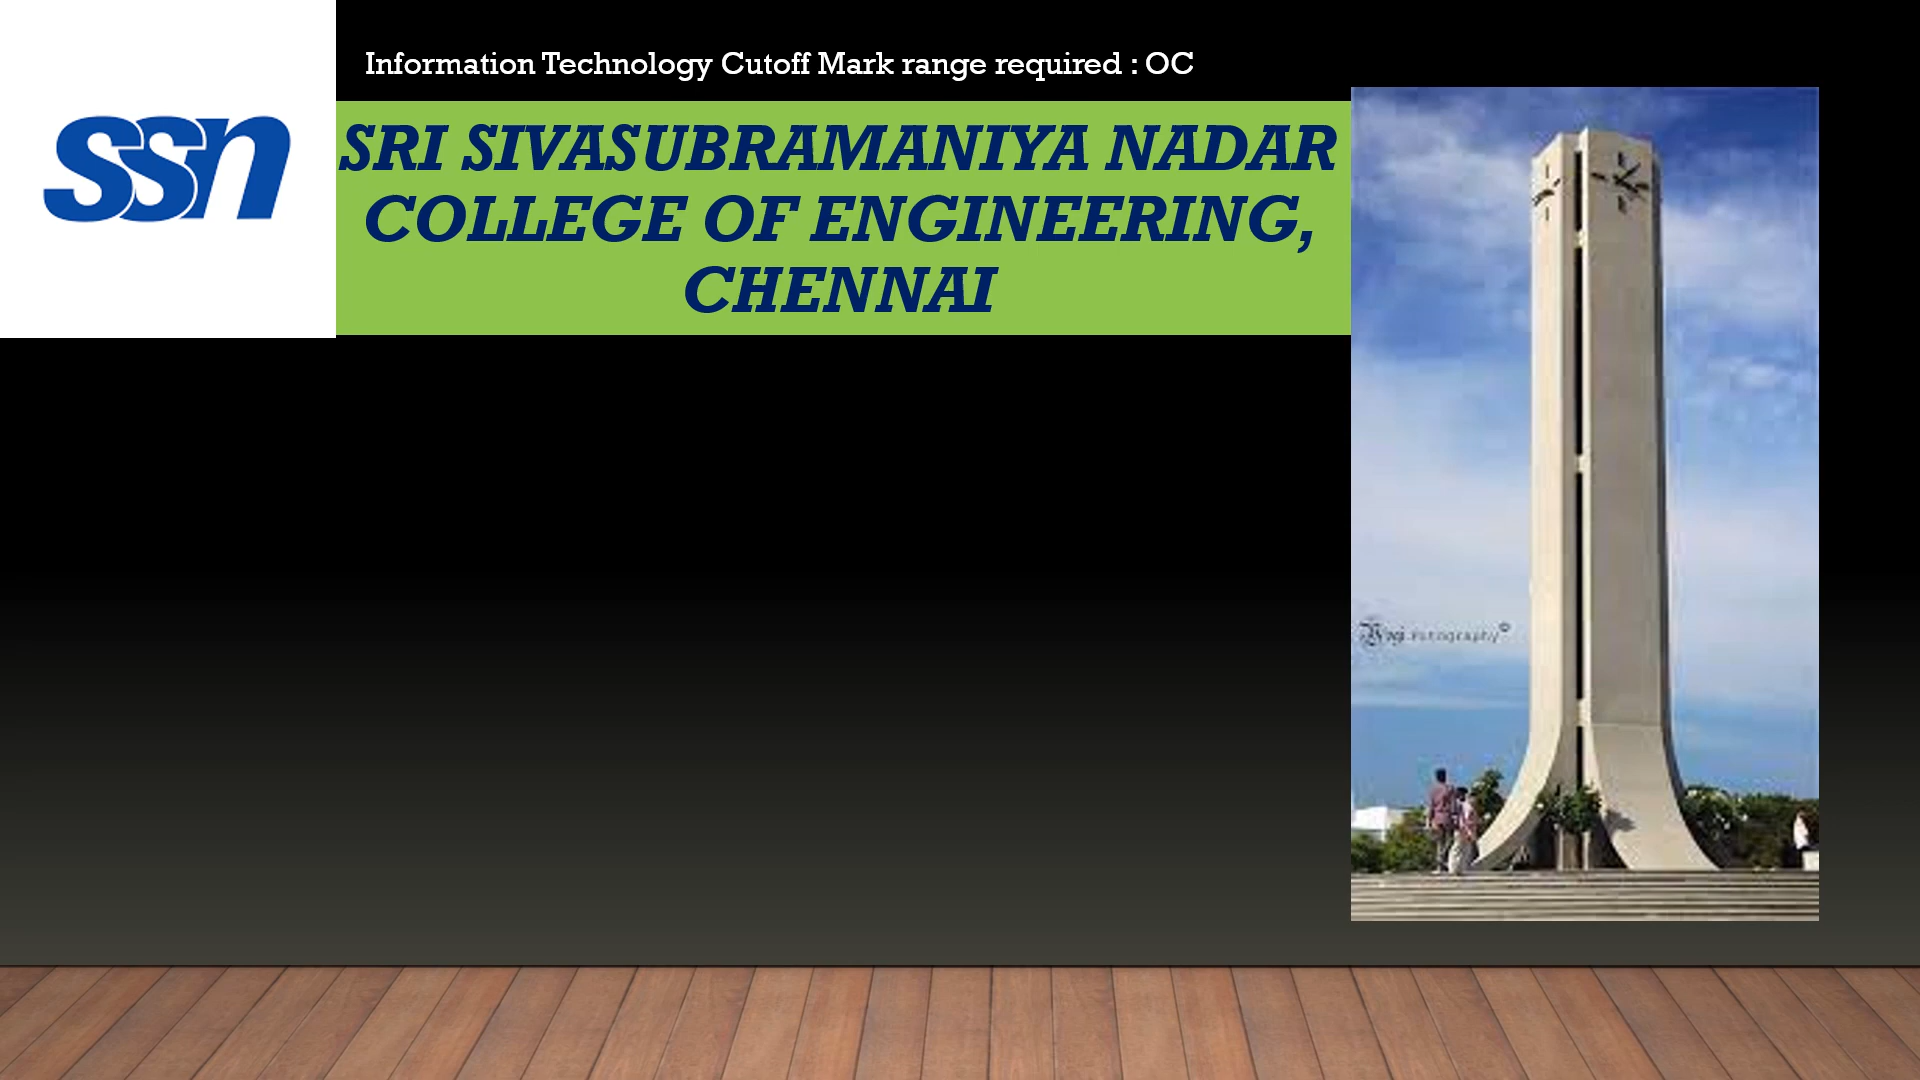 Information Technology Cutoff Mark range required : OC
ssn
SRI SIVASUBRAMANIYA NADAR
COLLEGE OF ENGINEERING,
CHENNAI